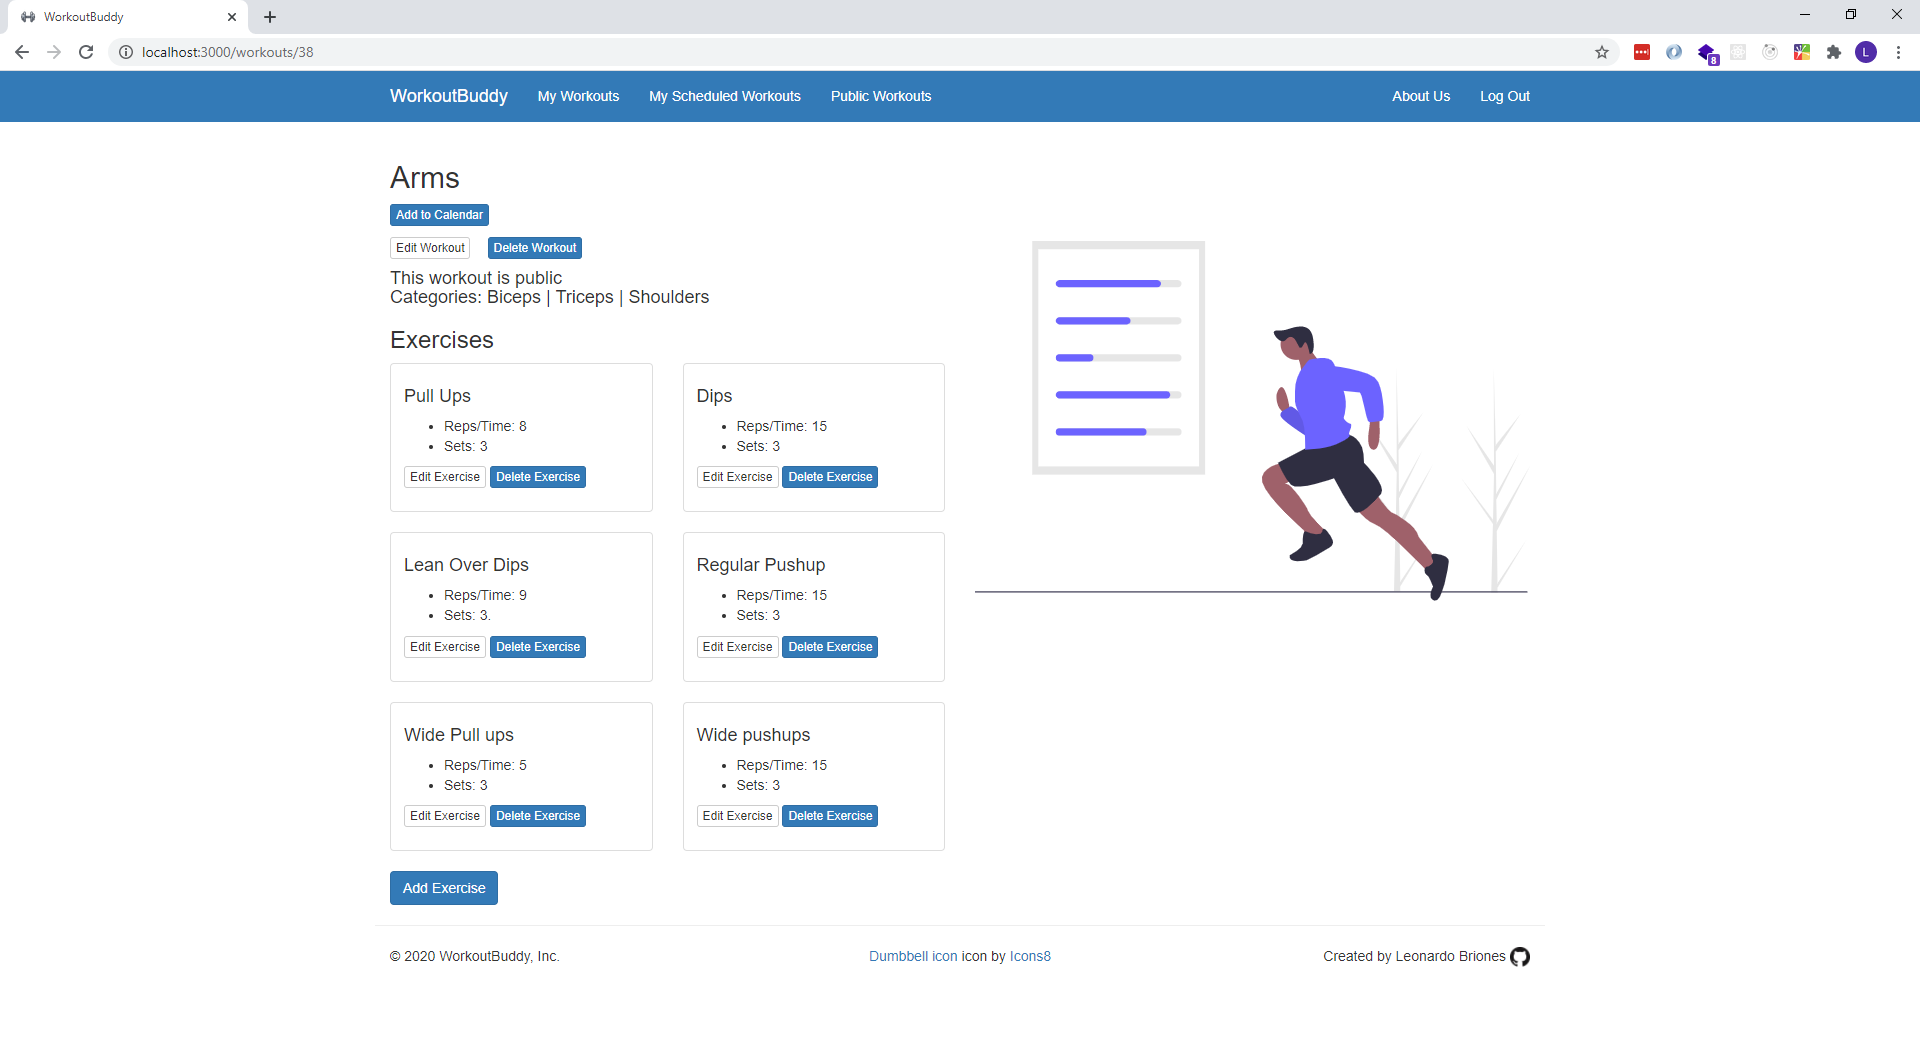 WorkoutBuddy
localhost:3000/workouts/38
8
L
WorkoutBuddy My Workouts My Scheduled Workouts Public Workouts About Us Log Out
Arms
Add to Calendar
Edit Workout Delete Workout
This workout is public
Categories: Biceps | Triceps | Shoulders
Exercises
Pull Ups
• Reps/Time: 8
• Sets: 3
Edit Exercise Delete Exercise
Dips
• Reps/Time: 15
• Sets: 3
Edit Exercise Delete Exercise
Lean Over Dips
• Reps/Time: 9
• Sets: 3.
Edit Exercise Delete Exercise
Regular Pushup
• Reps/Time: 15
• Sets: 3
Edit Exercise Delete Exercise
Wide Pull ups
• Reps/Time: 5
• Sets: 3
Edit Exercise Delete Exercise
Wide pushups
• Reps/Time: 15
• Sets: 3
Edit Exercise Delete Exercise
Add Exercise
© 2020 WorkoutBuddy, Inc. Dumbbell icon icon by Icons8 Created by Leonardo Briones